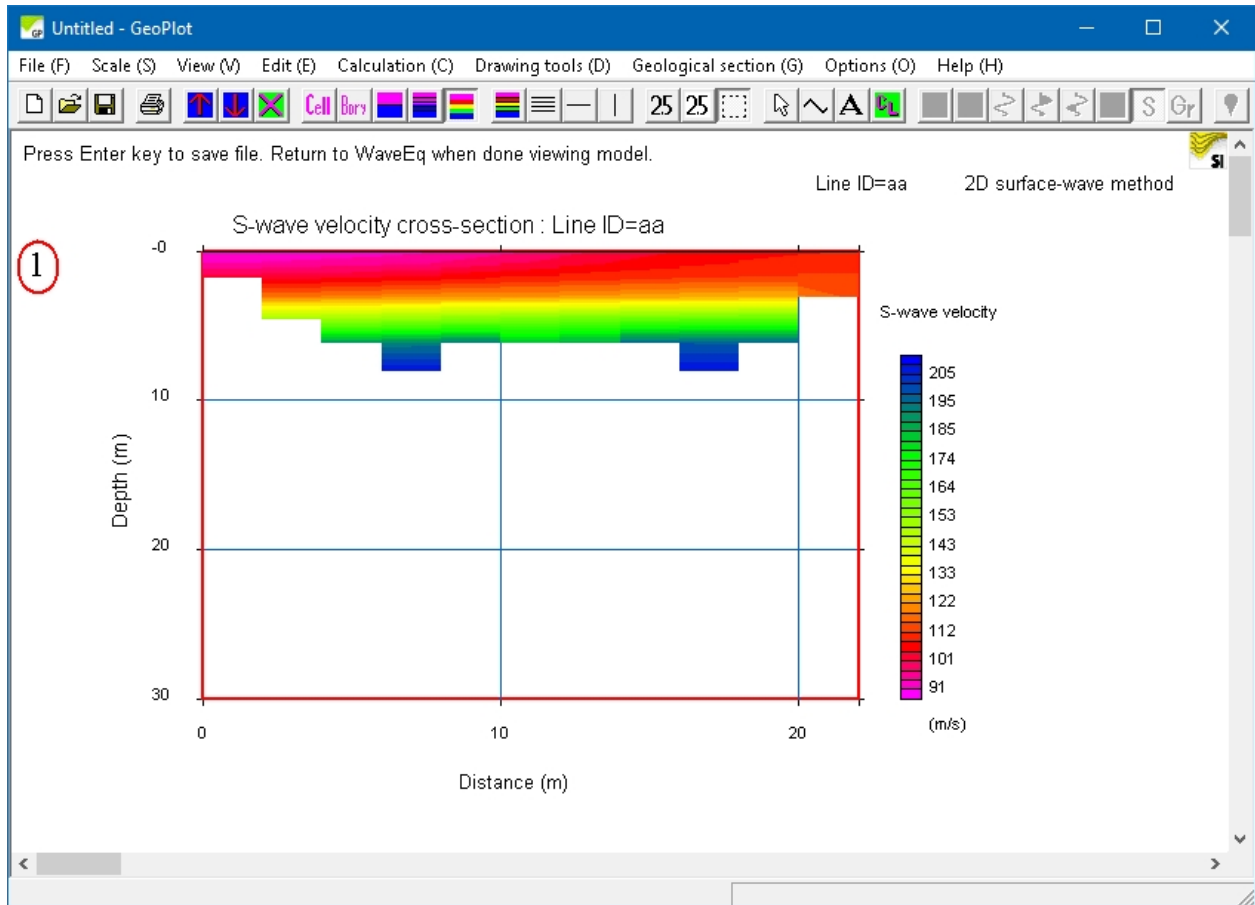 Untitled - GeoPlot
File (F) Scale (S) View (V) Edit (E) Calculation (C) Drawing tools (D) Geological section (G) Options (O) Help (H)
Cell Bory 25 25 A CL S Gr
Press Enter key to save file. Return to WaveEq when done viewing model.
SI
Line ID=aa 2D surface-wave method
S-wave velocity cross-section : Line ID=aa
1
-0
10
20
30
Depth (m)
0 10 20
Distance (m)
S-wave velocity
205
195
185
174
164
153
143
133
122
112
101
91
(m/s)